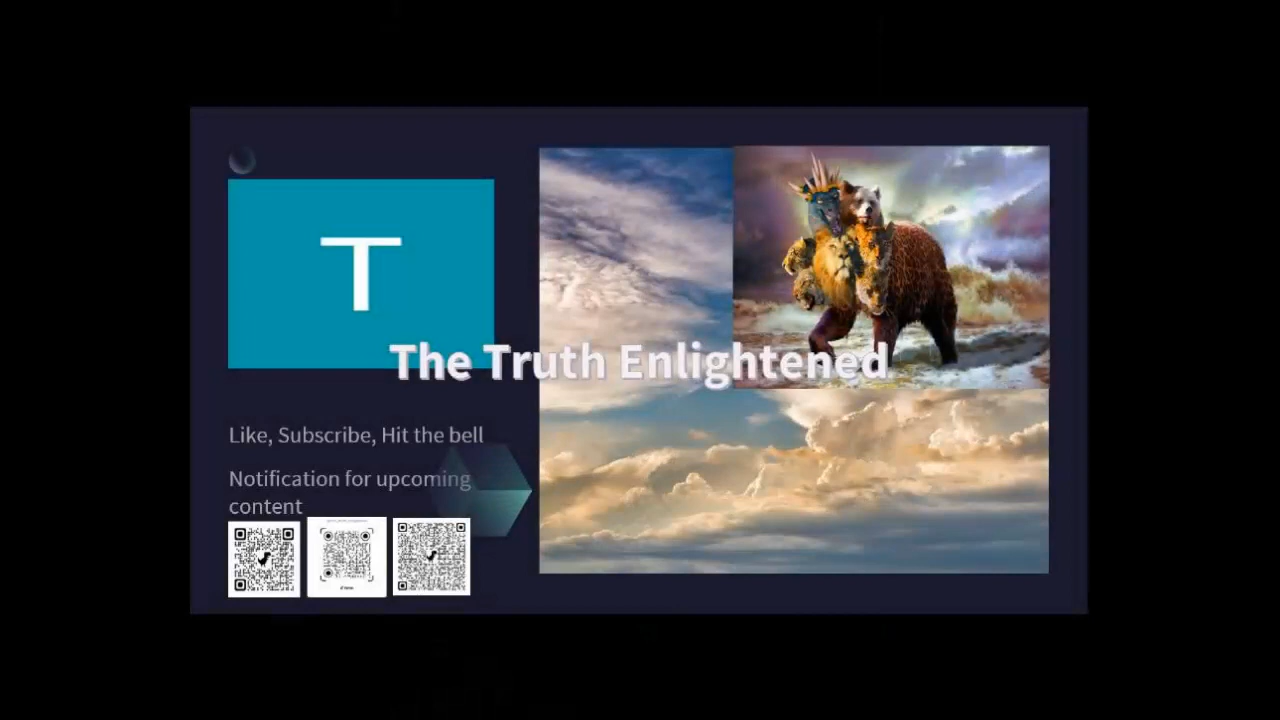 T
The Truth Enlightened
Like, Subscribe, Hit the bell
Notification for upcoming
content